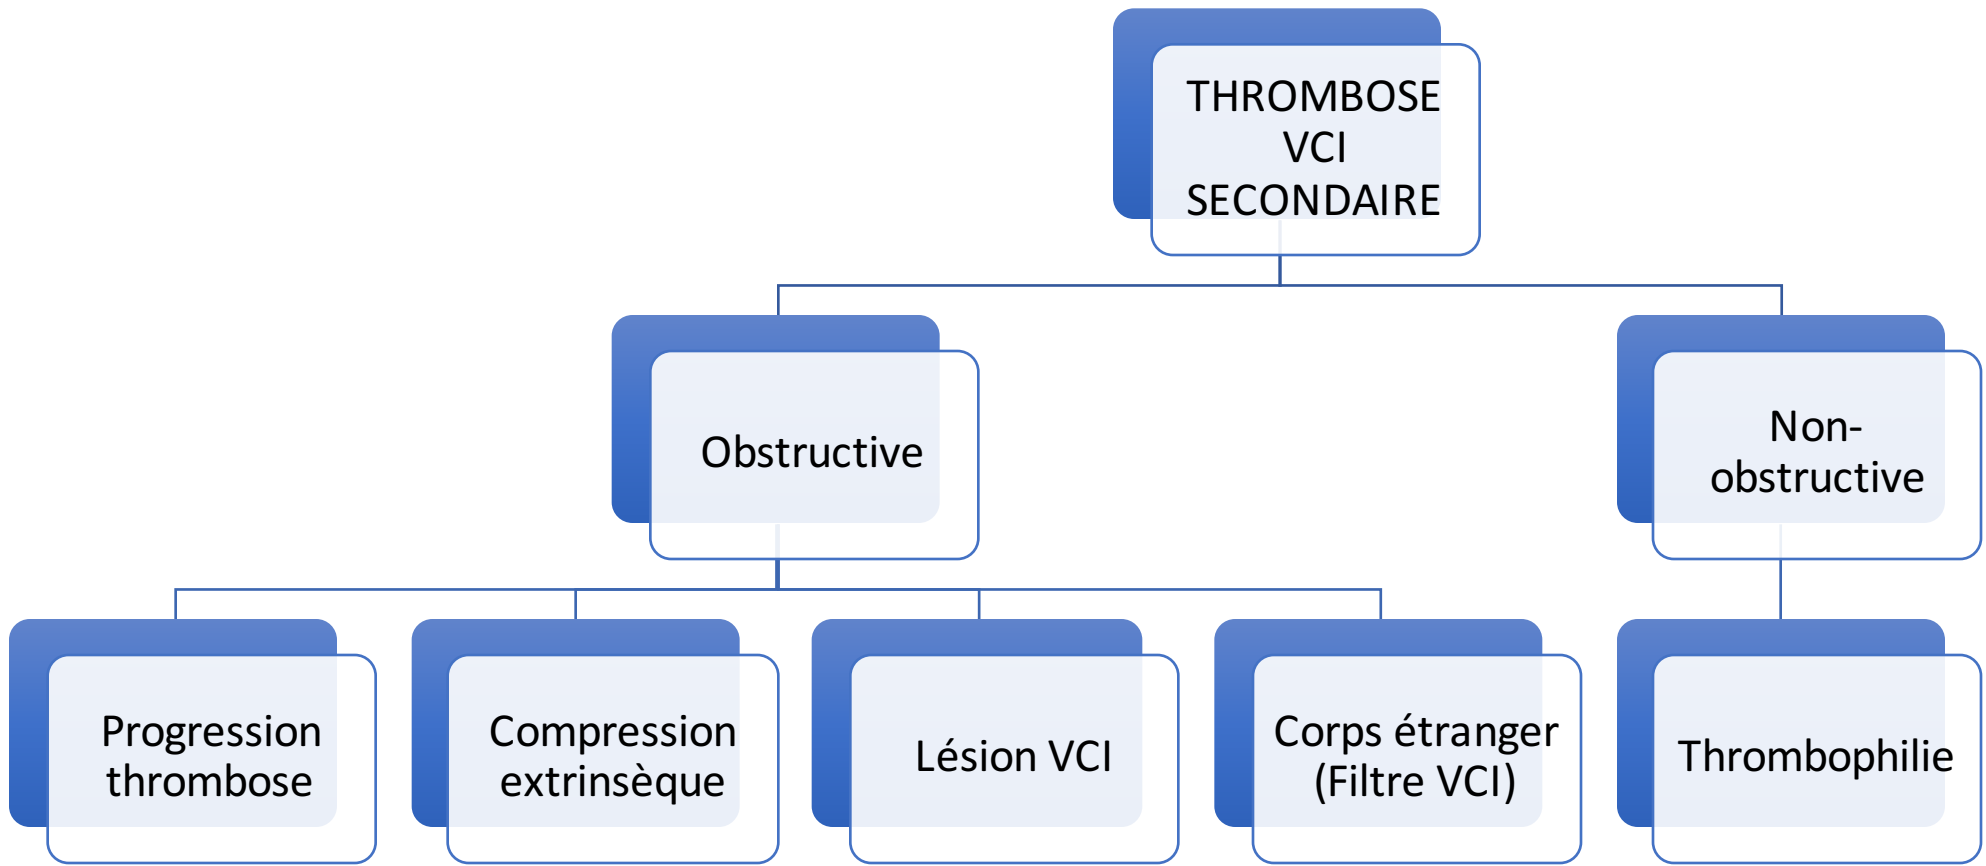 THROMBOSE
VCI
SECONDAIRE
Obstructive
Non-
obstructive
Progression
thrombose
Compression
extrinsèque
Lésion VCI
Corps étranger
(Filtre VCI)
Thrombophilie